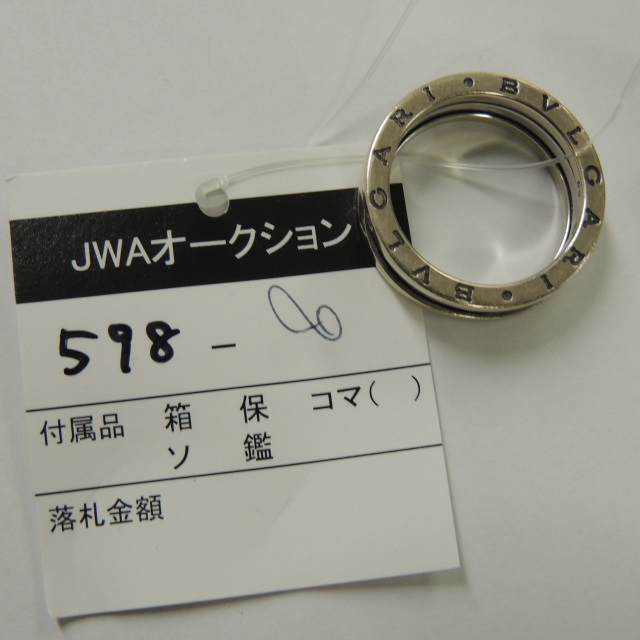 BVLGARI • BVLGARI •
JWAオークション
598 - 8
付属品 箱 保 コマ( )
ソ 鑑
落札金額